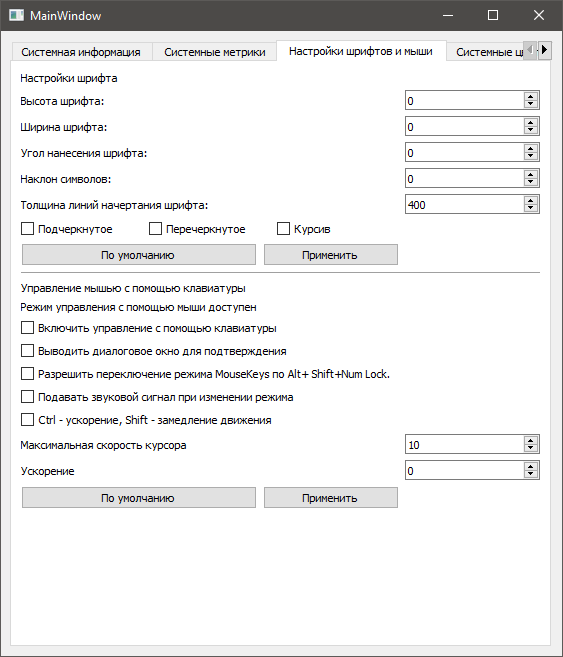 MainWindow
Системная информация Системные метрики Настройки шрифтов и мыши Системные
Настройки шрифта
Высота шрифта: 0
Ширина шрифта: 0
Угол нанесения шрифта: 0
Наклон символов: 0
Толщина линий начертания шрифта: 400
Подчеркнутое Перечеркнутое Курсив
По умолчанию Применить
Управление мышью с помощью клавиатуры
Режим управления с помощью мыши доступен
Включить управление с помощью клавиатуры
Выводить диалоговое окно для подтверждения
Разрешить переключение режима MouseKeys по Alt+ Shift+Num Lock.
Подавать звуковой сигнал при изменении режима
Ctrl - ускорение, Shift - замедление движения
Максимальная скорость курсора 10
Ускорение 0
По умолчанию Применить